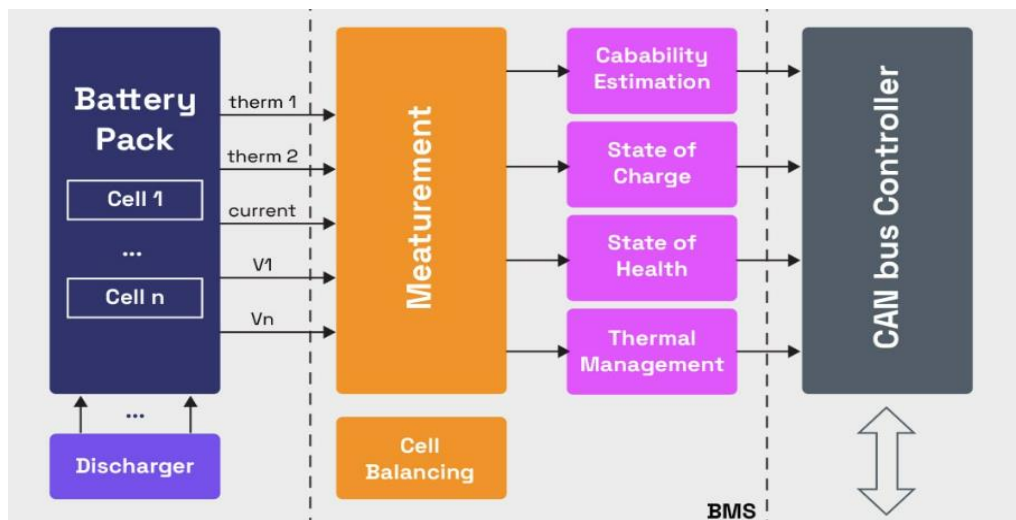 Battery
Pack
Cell 1
...
Cell n
...
Discharger
therm 1
therm 2
current
V1
Vn
Meaturement
Cell
Balancing
Cabability
Estimation
State of
Charge
State of
Health
Thermal
Management
BMS
CAN bus Controller